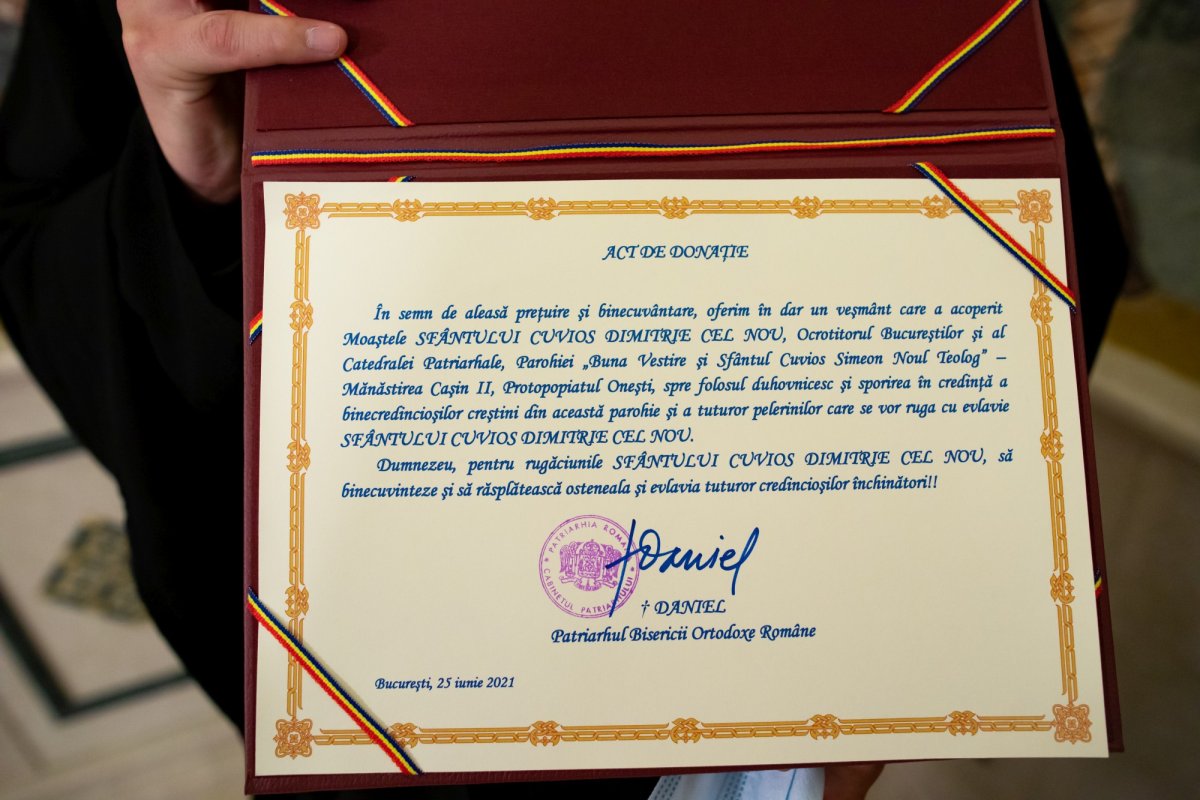 ACT DE DONAȚIE
În semn de aleasă prețuire și binecuvântare, oferim în dar un veșmânt care a acoperit
Moaștele SFÂNTULUI CUVIOS DIMITRIE CEL NOU, Ocrotitorul Bucureștilor și al
Catedralei Patriarhale, Parohiei „Buna Vestire și Sfântul Cuvios Simeon Noul Teolog” –
Mănăstirea Cașin II, Protopopiatul Onești, spre folosul duhovnicesc și sporirea în credință a
binecredincioșilor creștini din această parohie și a tuturor pelerinilor care se vor ruga cu evlavie
SFÂNTULUI CUVIOS DIMITRIE CEL NOU.
Dumnezeu, pentru rugăciunile SFÂNTULUI CUVIOS DIMITRIE CEL NOU, să
binecuvinteze și să răsplătească osteneala și evlavia tuturor credincioșilor închinători!!
PATRIARHIA ROMÂ
CABINETUL PATRIARHULUI
†Daniel
† DANIEL
Patriarhul Bisericii Ortodoxe Române
București, 25 iunie 2021